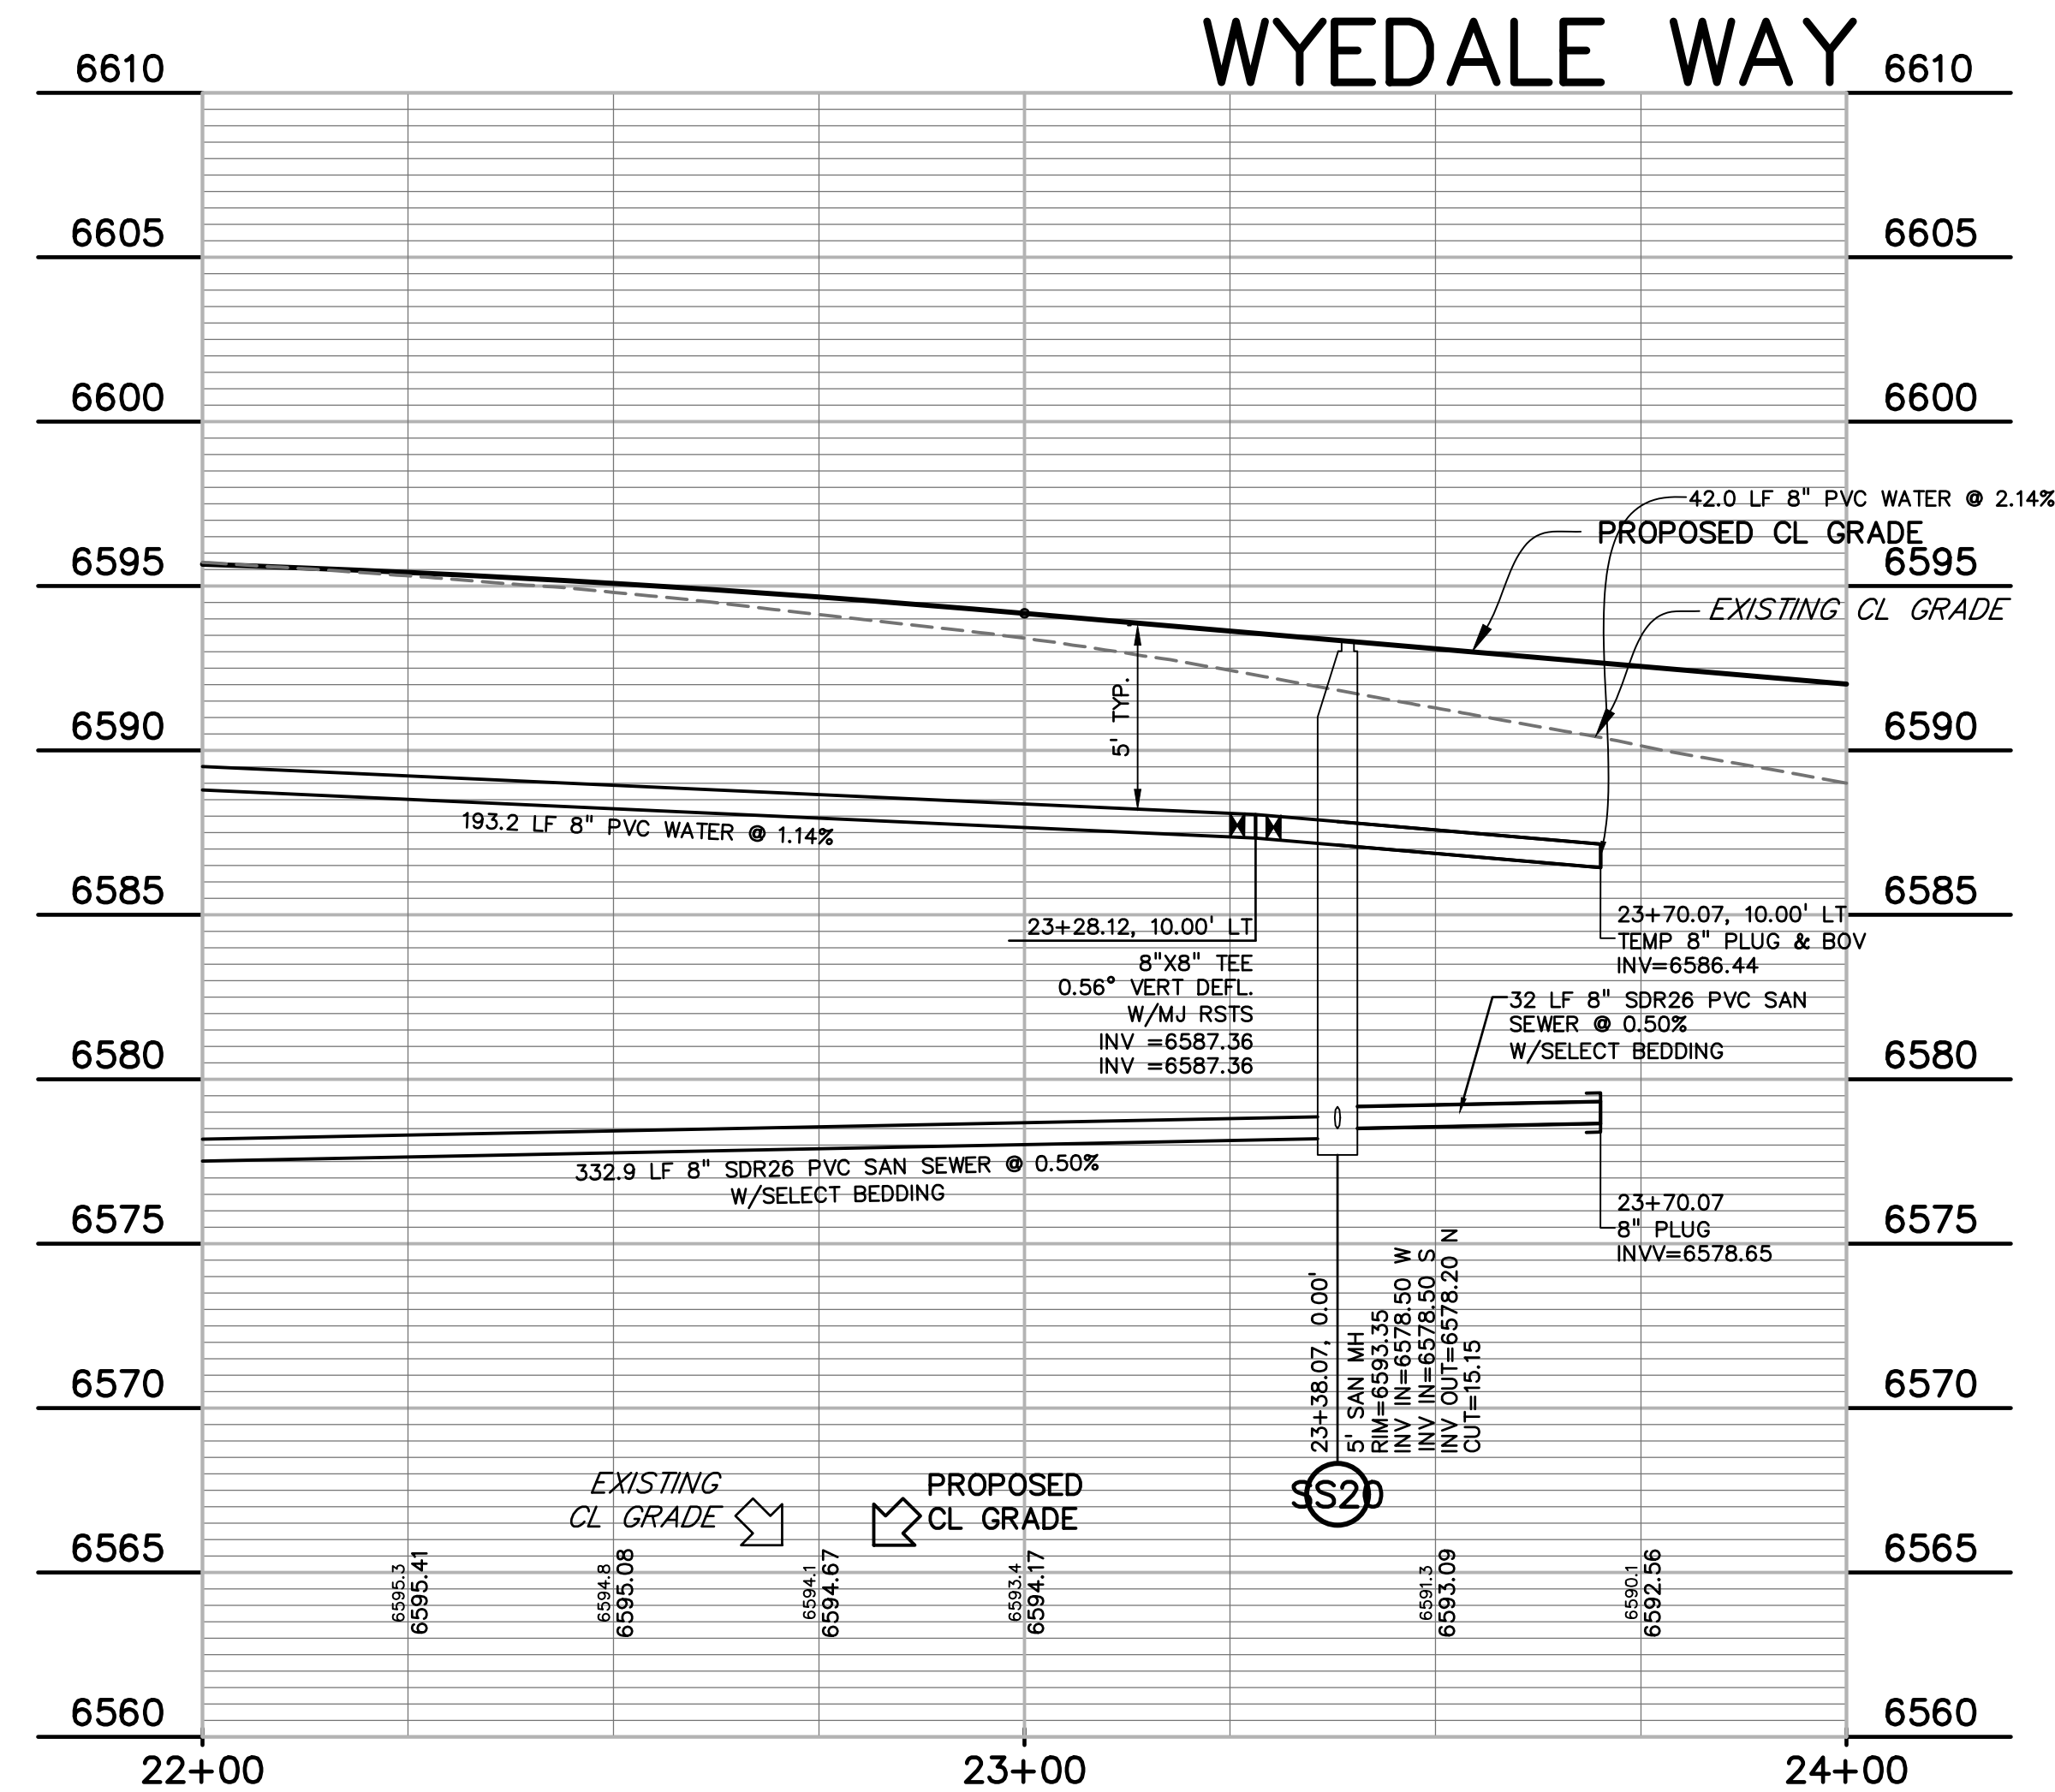 WYEDALE WAY
6610
6610
6605
6605
6600
6600
42.0 LF 8" PVC WATER @ 2.14%
PROPOSED CL GRADE
6595
6595
EXISTING CL GRADE
5' TYP.
6590
6590
193.2 LF 8" PVC WATER @ 1.14%
6585
6585
23+28.12, 10.00' LT
8"X8" TEE
0.56° VERT DEFL.
W/MJ RSTS
INV =6587.36
INV =6587.36
23+70.07, 10.00' LT
TEMP 8" PLUG & BOV
INV=6586.44
32 LF 8" SDR26 PVC SAN
SEWER @ 0.50%
W/SELECT BEDDING
6580
6580
332.9 LF 8" SDR26 PVC SAN SEWER @ 0.50%
W/SELECT BEDDING
23+70.07
8" PLUG
INVV=6578.65
6575
6575
23+38.07, 0.00'
5' SAN MH
RIM=6593.35
INV IN=6578.50 W
INV IN=6578.50 S
INV OUT=6578.20 N
CUT=15.15
6570
6570
SS20
EXISTING
CL GRADE
PROPOSED
CL GRADE
6565
6565
6595.3
6595.41
6594.8
6595.08
6594.1
6594.67
6593.4
6594.17
6591.3
6593.09
6590.1
6592.56
6560
6560
22+00
23+00
24+00